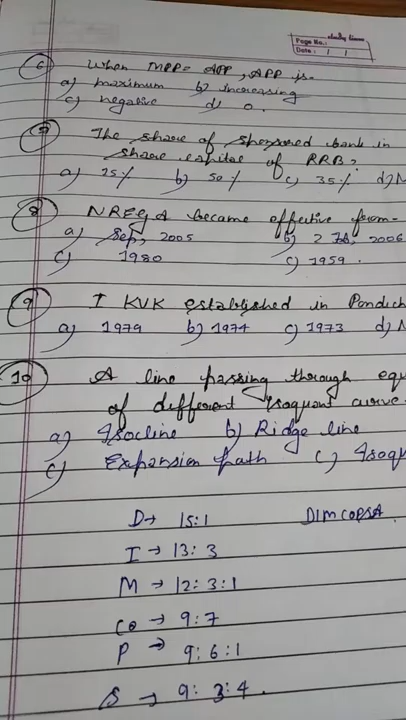 Page No.:
Date: / /
6 When MPP= APP, APP is-
a) maximum b) increasing
c) negative d) 0.
7 The share of sponsored bank in
share capital of RRB?
a) 25% b) 50% c) 35% d) N
8 NREGA became effective from-
a) Sep, 2005 b) 2 Feb, 2006
c) 1980 c) 1959.
9 I KVK established in Pondich
a) 1979 b) 1974 c) 1973 d) N
10 A line passing through equ
of different Isoquant curve-
a) Isocline b) Ridge line
c) Expansion path c) Isoqu
D→ 15:1 DIMCOPSA
I → 13:3
M → 12:3:1
CO → 9:7
P → 9:6:1
S → 9:3:4.